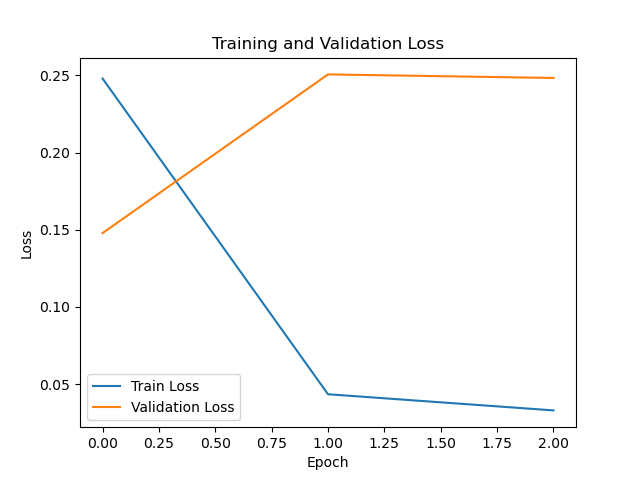 Training and Validation Loss
0.25
0.20
0.15
0.10
0.05
Loss
Train Loss
Validation Loss
0.00 0.25 0.50 0.75 1.00 1.25 1.50 1.75 2.00
Epoch